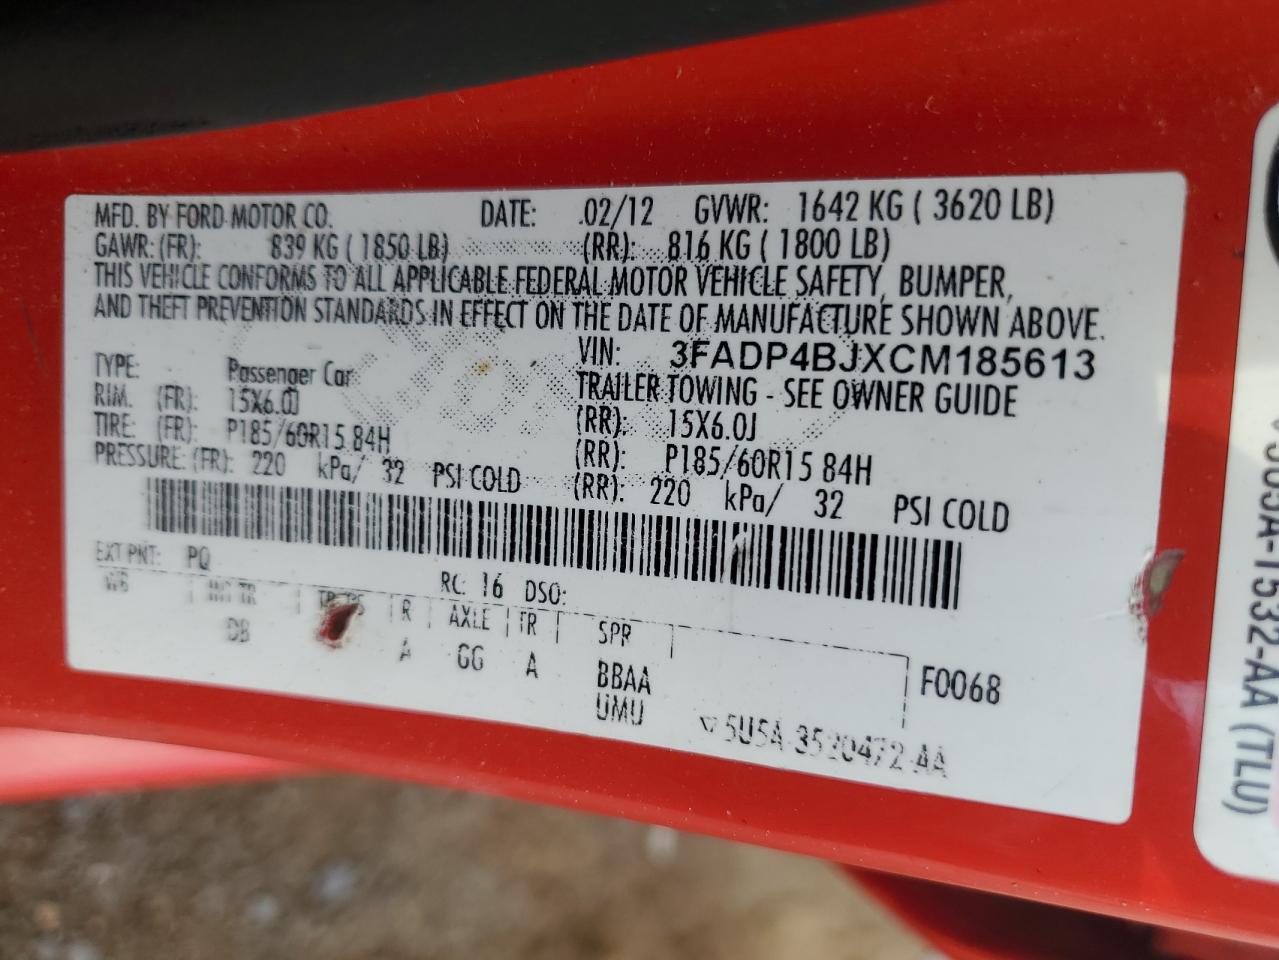 MFD. BY FORD MOTOR CO. DATE: .02/12 GVWR: 1642 KG ( 3620 LB)
GAWR: (FR): 839 KG ( 1850 LB) (RR): 816 KG ( 1800 LB)
THIS VEHICLE CONFORMS TO ALL APPLICABLE FEDERAL MOTOR VEHICLE SAFETY, BUMPER,
AND THEFT PREVENTION STANDARDS IN EFFECT ON THE DATE OF MANUFACTURE SHOWN ABOVE.
VIN: 3FADP4BJXCM185613
TYPE: Passenger Car TRAILER TOWING - SEE OWNER GUIDE
RIM. (FR): 15X6.0J (RR): 15X6.0J
TIRE: (FR): P185/60R15 84H (RR): P185/60R15 84H
PRESSURE: (FR): 220 kPa/ 32 PSI COLD (RR): 220 kPa/ 32 PSI COLD
EXT PNT: PQ RC: 16 DSO:
WB INT TR R AXLE TR SPR
DB A GG A BBAA F0068
UMU
5U5A-3520472-AA
1532-AA (TLU)